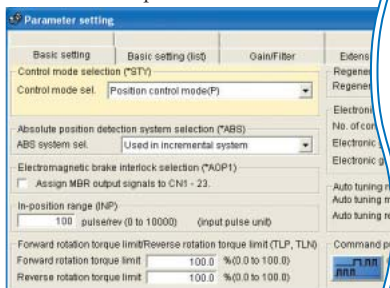 Parameter setting
Basic setting
Basic setting (list)
Gain/Filter
Extens
Control mode selection (*STY)
Regener
Control mode sel.
Position control mode(P)
Regener
Electroni
Absolute position detection system selection (*ABS)
No. of con
ABS system sel.
Used in incremental system
Electronic g
Electronic g
Electromagnetic brake interlock selection (*AOP1)
Assign MBR output signals to CN1 - 23.
Auto tuning m
Auto tuning m
In-position range (INP)
Auto tuning re
100 pulse/rev (0 to 10000) (input pulse unit)
Forward rotation torque limit/Reverse rotation torque limit (TLP, TLN)
Command p
Forward rotation torque limit 100.0 %(0.0 to 100.0)
Reverse rotation torque limit 100.0 %(0.0 to 100.0)